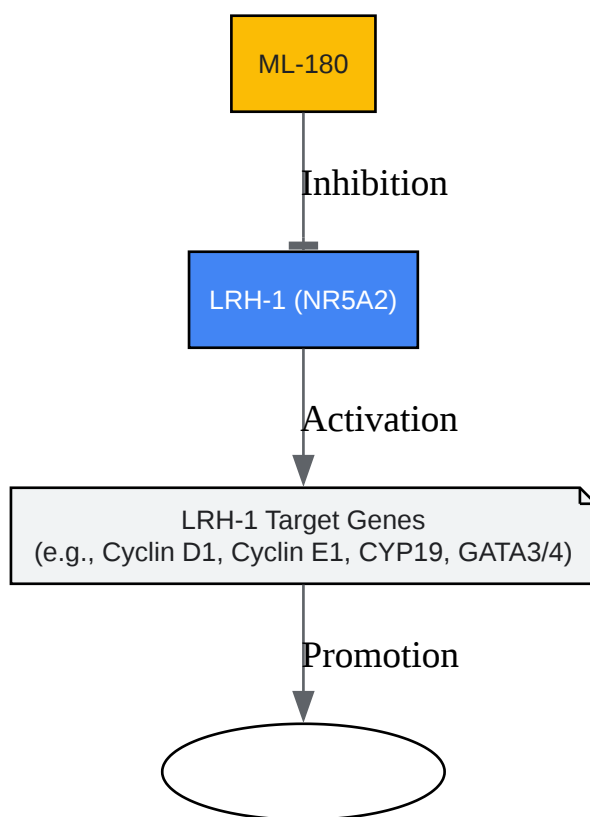 ML-180
Inhibition
LRH-1 (NR5A2)
Activation
LRH-1 Target Genes
(e.g., Cyclin D1, Cyclin E1, CYP19, GATA3/4)
Promotion